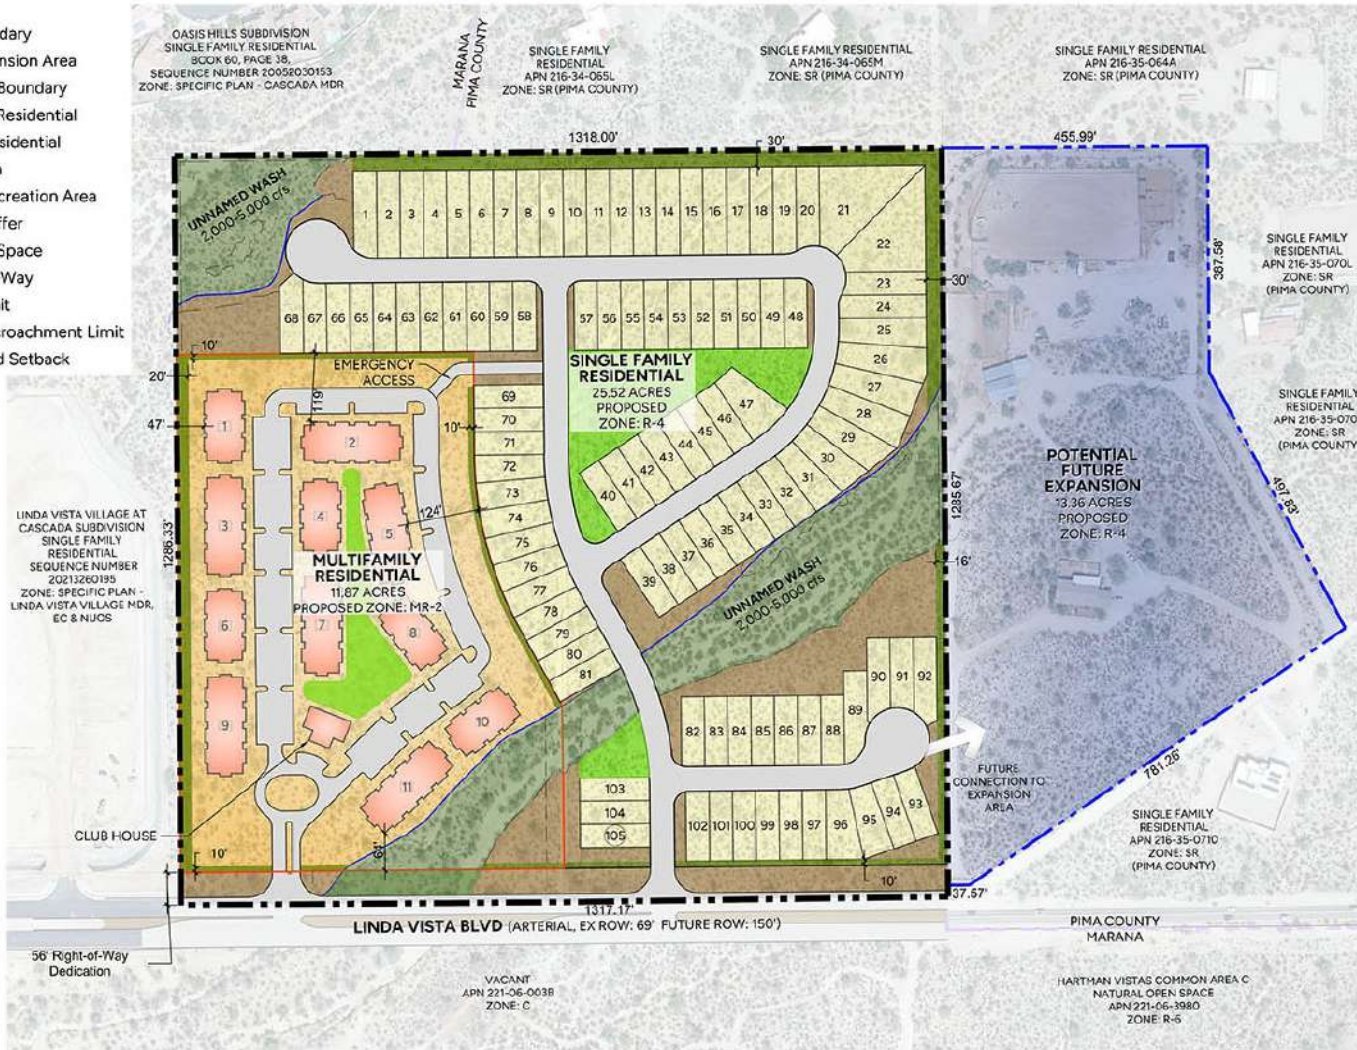 dary
nsion Area
Boundary
Residential
sidential
creation Area
ffer
Space
Way
it
croachment Limit
d Setback
OASIS HILLS SUBDIVISION
SINGLE FAMILY RESIDENTIAL
BOOK 60, PAGE 38,
SEQUENCE NUMBER 20052030153
ZONE: SPECIFIC PLAN - CASCADA MDR
MARANA
PIMA COUNTY
SINGLE FAMILY
RESIDENTIAL
APN 216-34-065L
ZONE: SR (PIMA COUNTY)
SINGLE FAMILY RESIDENTIAL
APN 216-34-065M
ZONE: SR (PIMA COUNTY)
SINGLE FAMILY RESIDENTIAL
APN 216-35-064A
ZONE: SR (PIMA COUNTY)
1318.00'
30'
455.99'
UNNAMED WASH
2,000-5,000 cfs
1 2 3 4 5 6 7 8 9 10 11 12 13 14 15 16 17 18 19 20 21
22
23
24
25
26
27
28
29
30
31
32
33
34
35
36
37
38
39
30'
387.58'
SINGLE FAMILY
RESIDENTIAL
APN 216-35-070L
ZONE: SR
(PIMA COUNTY)
68 67 66 65 64 63 62 61 60 59 58
57 56 55 54 53 52 51 50 49 48
10'
20'
47'
EMERGENCY
ACCESS
119'
10'
SINGLE FAMILY
RESIDENTIAL
25.52 ACRES
PROPOSED
ZONE: R-4
47
46
45
44
43
42
41
40
69
70
71
72
73
74
75
76
77
78
79
80
81
SINGLE FAMILY
RESIDENTIAL
APN 216-35-070
ZONE: SR
(PIMA COUNTY)
POTENTIAL
FUTURE
EXPANSION
13.36 ACRES
PROPOSED
ZONE: R-4
497.83'
1285.67'
16'
1
2
3
4
5
124'
MULTIFAMILY
RESIDENTIAL
11.87 ACRES
PROPOSED ZONE: MR-2
6
7
8
9
10
11
1286.33'
LINDA VISTA VILLAGE AT
CASCADA SUBDIVISION
SINGLE FAMILY
RESIDENTIAL
SEQUENCE NUMBER
20213260195
ZONE: SPECIFIC PLAN -
LINDA VISTA VILLAGE MDR,
EC & NUOS
UNNAMED WASH
2,000-5,000 cfs
82 83 84 85 86 87 88 89 90 91 92
FUTURE
CONNECTION TO
EXPANSION
AREA
781.26'
103
104
105
102 101 100 99 98 97 96 95 94 93
SINGLE FAMILY
RESIDENTIAL
APN 216-35-0710
ZONE: SR
(PIMA COUNTY)
CLUB HOUSE
10'
10'
37.57'
1317.17'
LINDA VISTA BLVD (ARTERIAL, EX ROW: 69' FUTURE ROW: 150')
PIMA COUNTY
MARANA
56' Right-of-Way
Dedication
VACANT
APN 221-06-003B
ZONE: C
HARTMAN VISTAS COMMON AREA C
NATURAL OPEN SPACE
APN 221-06-3980
ZONE: R-6